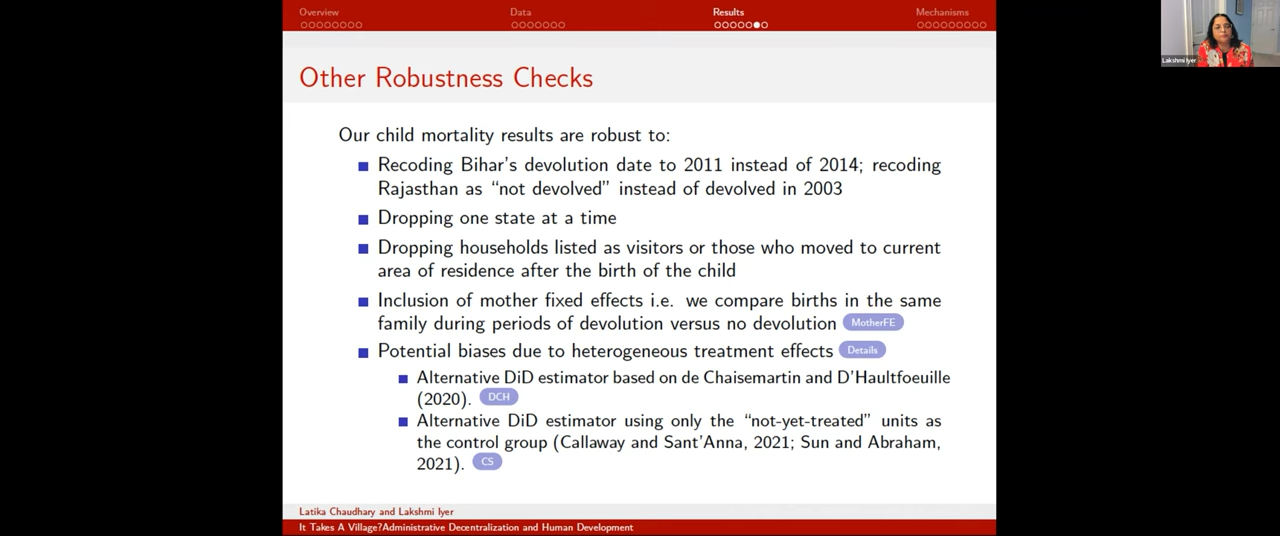 Overview
Data
Results
Mechanisms
Lakshmi Iyer
Other Robustness Checks
Our child mortality results are robust to:
Recoding Bihar's devolution date to 2011 instead of 2014; recoding
Rajasthan as “not devolved” instead of devolved in 2003
Dropping one state at a time
Dropping households listed as visitors or those who moved to current
area of residence after the birth of the child
Inclusion of mother fixed effects i.e. we compare births in the same
family during periods of devolution versus no devolution MotherFE
Potential biases due to heterogeneous treatment effects Details
Alternative DiD estimator based on de Chaisemartin and D'Haultfoeuille
(2020). DCH
Alternative DiD estimator using only the “not-yet-treated” units as
the control group (Callaway and Sant'Anna, 2021; Sun and Abraham,
2021). CS
Latika Chaudhary and Lakshmi Iyer
It Takes A Village?Administrative Decentralization and Human Development